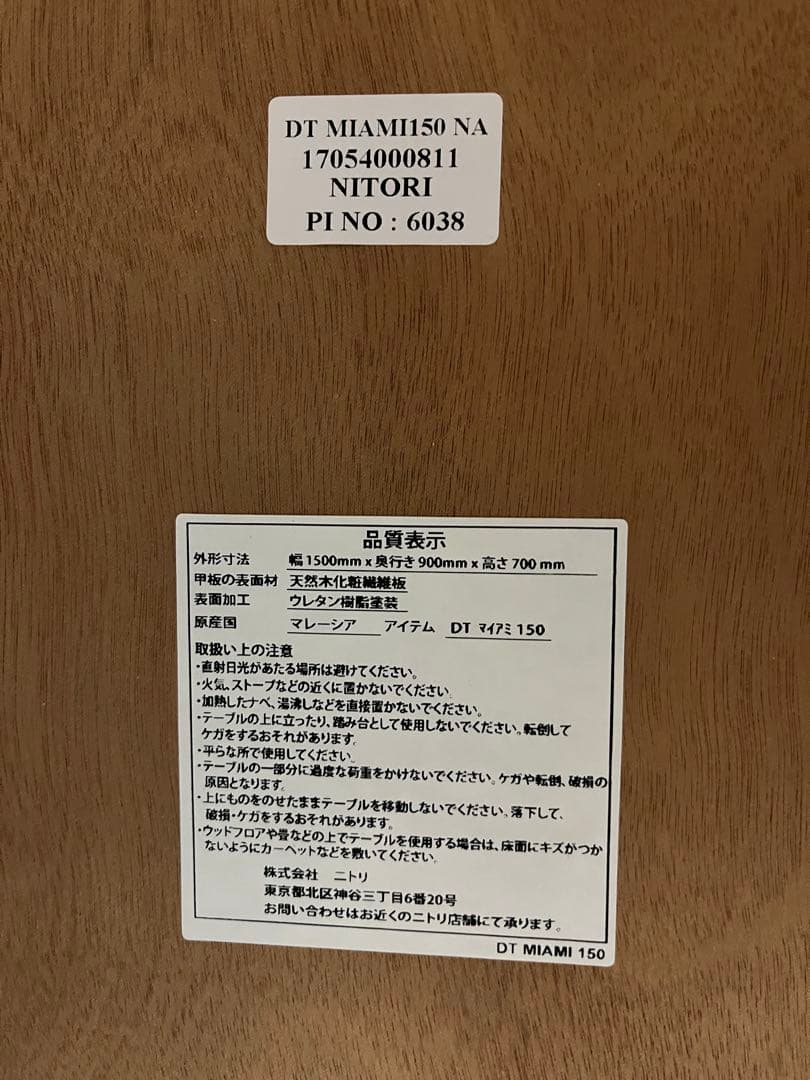 DT MIAMI150 NA
17054000811
NITORI
PI NO : 6038
品質表示
外形寸法 幅1500mm x 奥行き900mm x 高さ700 mm
甲板の表面材 天然木化粧繊維板
表面加工 ウレタン樹脂塗装
原産国 マレーシア アイテム DT マイアミ 150
取扱い上の注意
・直射日光があたる場所は避けてください。
・火気、ストーブなどの近くに置かないでください
・加熱したナベ、湯沸しなどを直接置かないでください。
・テーブルの上に立ったり、踏み台として使用しないでください。転倒して
ケガをするおそれがあります。
・平らな所で使用してください。
・テーブルの一部分に過度な荷重をかけないでください。ケガや転倒、破損の
原因となります。
・上にものをのせたままテーブルを移動しないでください。落下して、
破損・ケガをするおそれがあります。
・ウッドフロアや畳などの上でテーブルを使用する場合は、床面にキズがつか
ないようにカーペットなどを敷いてください。
株式会社 ニトリ
東京都北区神谷三丁目6番20号
お問い合わせはお近くのニトリ店舗にて承ります。
DT MIAMI 150